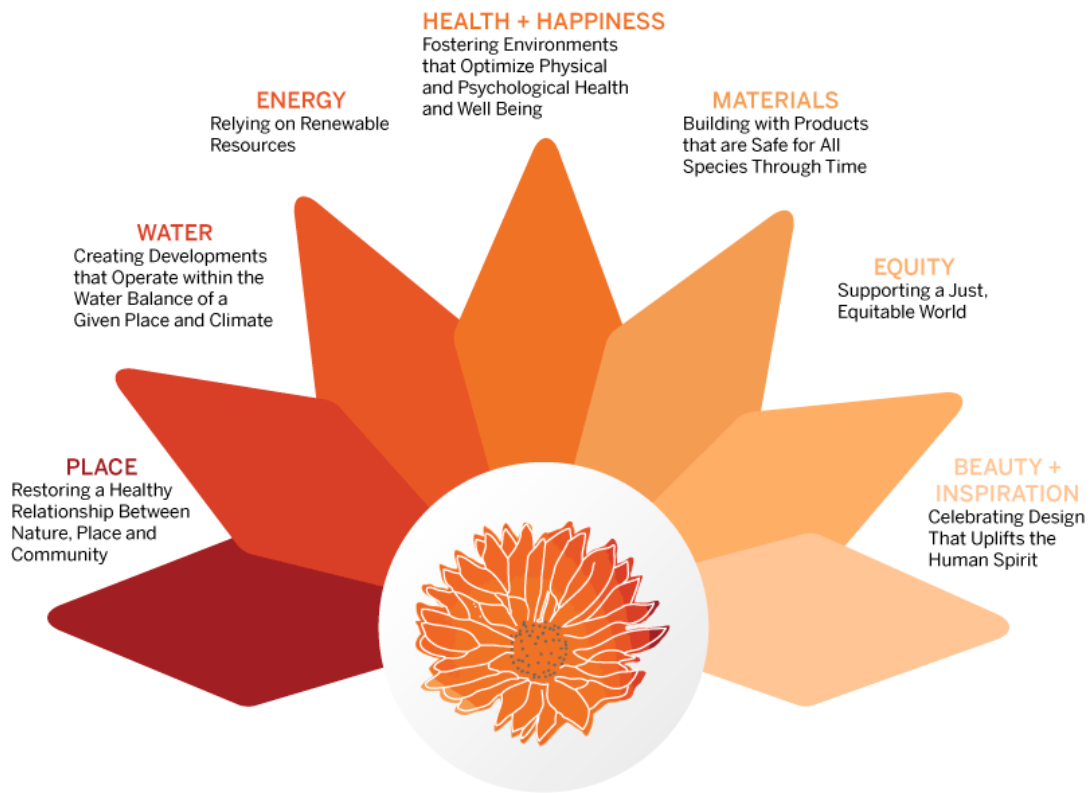 HEALTH + HAPPINESS
Fostering Environments
that Optimize Physical
and Psychological Health
and Well Being
ENERGY
Relying on Renewable
Resources
MATERIALS
Building with Products
that are Safe for All
Species Through Time
WATER
Creating Developments
that Operate within the
Water Balance of a
Given Place and Climate
EQUITY
Supporting a Just,
Equitable World
PLACE
Restoring a Healthy
Relationship Between
Nature, Place and
Community
BEAUTY +
INSPIRATION
Celebrating Design
That Uplifts the
Human Spirit